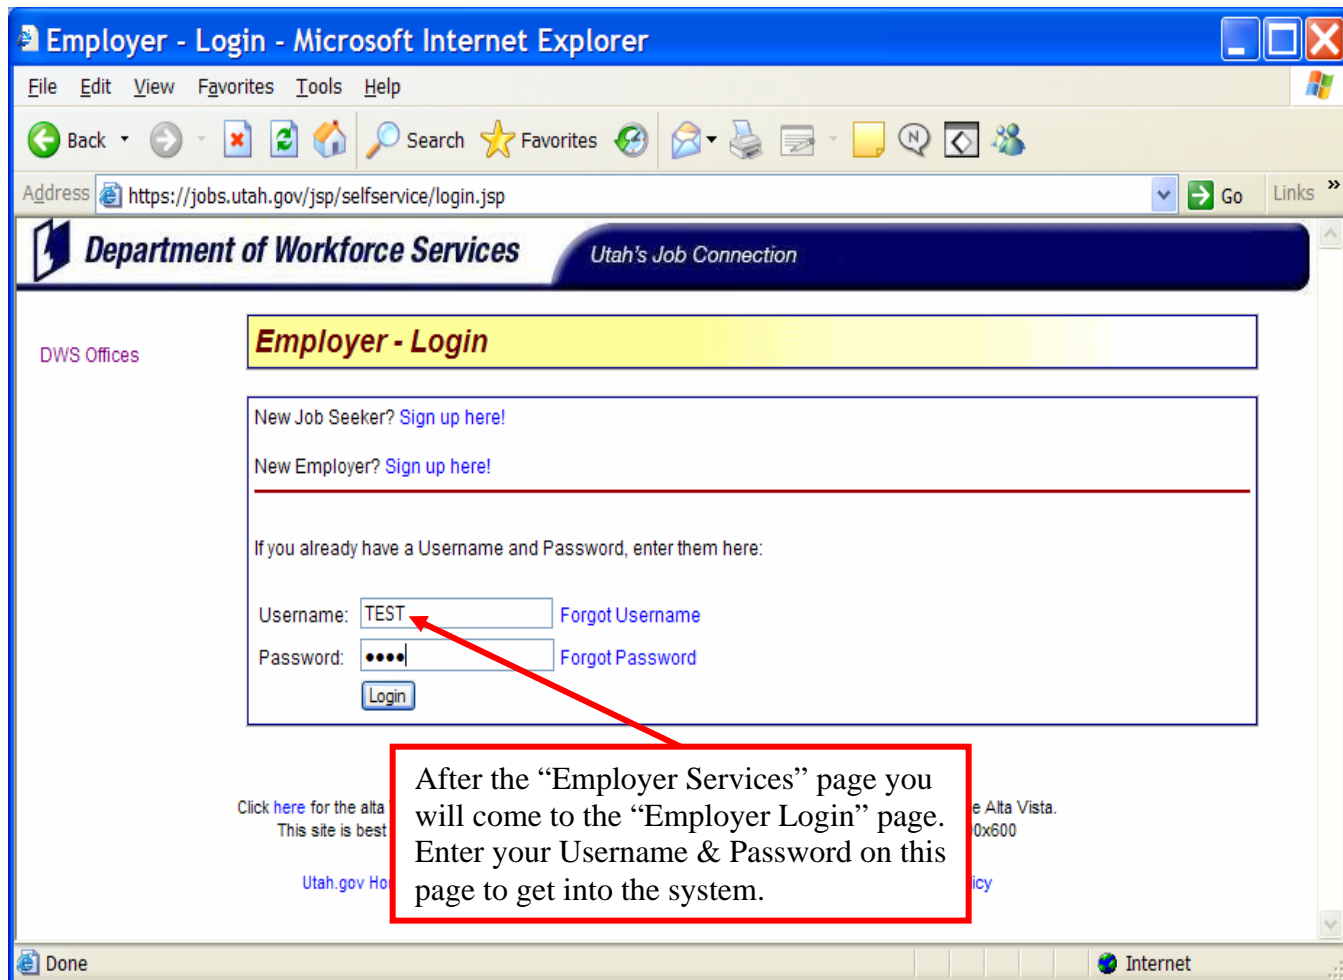 Employer - Login - Microsoft Internet Explorer
File Edit View Favorites Tools Help
Back Search Favorites
Address https://jobs.utah.gov/jsp/selfservice/login.jsp Go Links »
Department of Workforce Services Utah's Job Connection
DWS Offices
Employer - Login
New Job Seeker? Sign up here!
New Employer? Sign up here!
If you already have a Username and Password, enter them here:
Username: TEST Forgot Username
Password: •••• Forgot Password
Login
After the “Employer Services” page you
will come to the “Employer Login” page.
Enter your Username & Password on this
page to get into the system.
Click here for the alta e Alta Vista.
This site is best 0x600
Utah.gov Ho icy
Done Internet